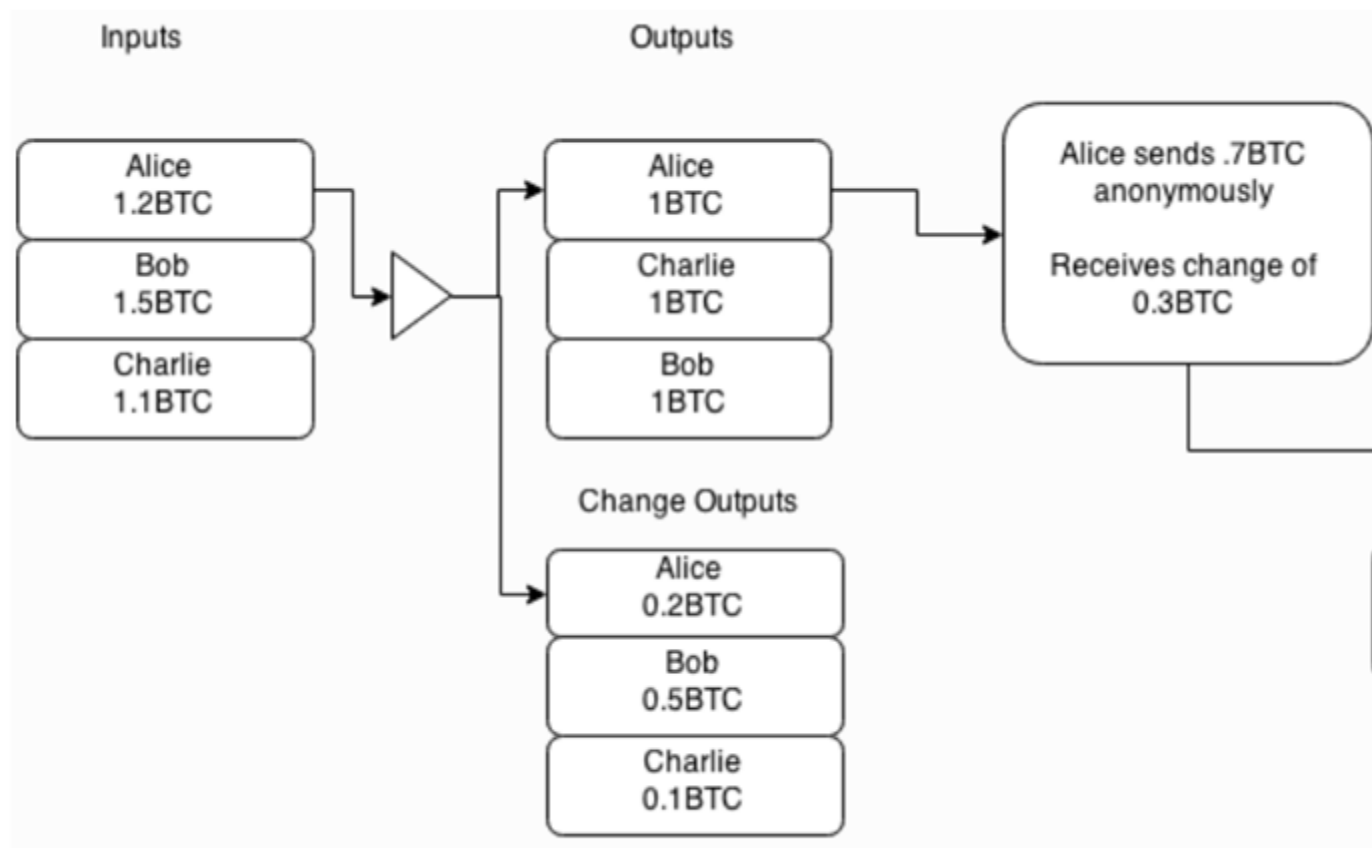 Inputs
Outputs
Alice
1.2BTC
Bob
1.5BTC
Charlie
1.1BTC
Alice
1BTC
Charlie
1BTC
Bob
1BTC
Alice sends .7BTC
anonymously
Receives change of
0.3BTC
Change Outputs
Alice
0.2BTC
Bob
0.5BTC
Charlie
0.1BTC